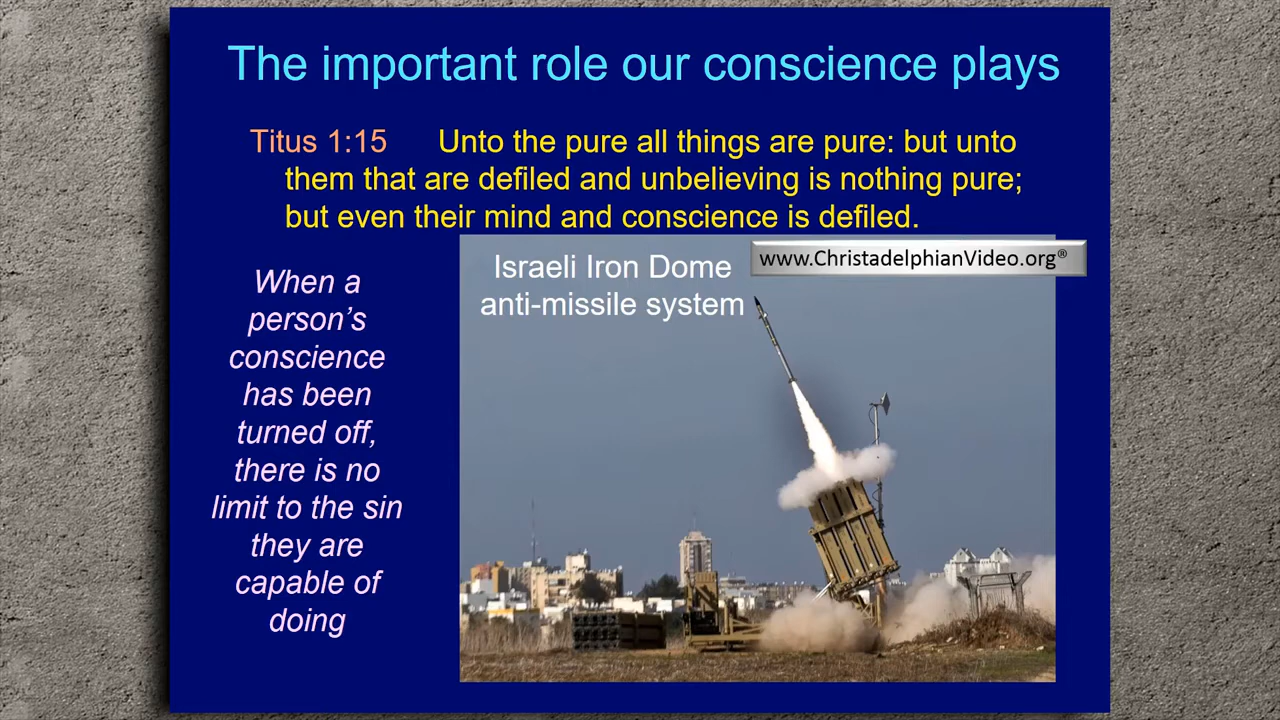 The important role our conscience plays
Titus 1:15 Unto the pure all things are pure: but unto
them that are defiled and unbelieving is nothing pure;
but even their mind and conscience is defiled.
Israeli Iron Dome
anti-missile system
www.ChristadelphianVideo.org®
When a
person’s
conscience
has been
turned off,
there is no
limit to the sin
they are
capable of
doing